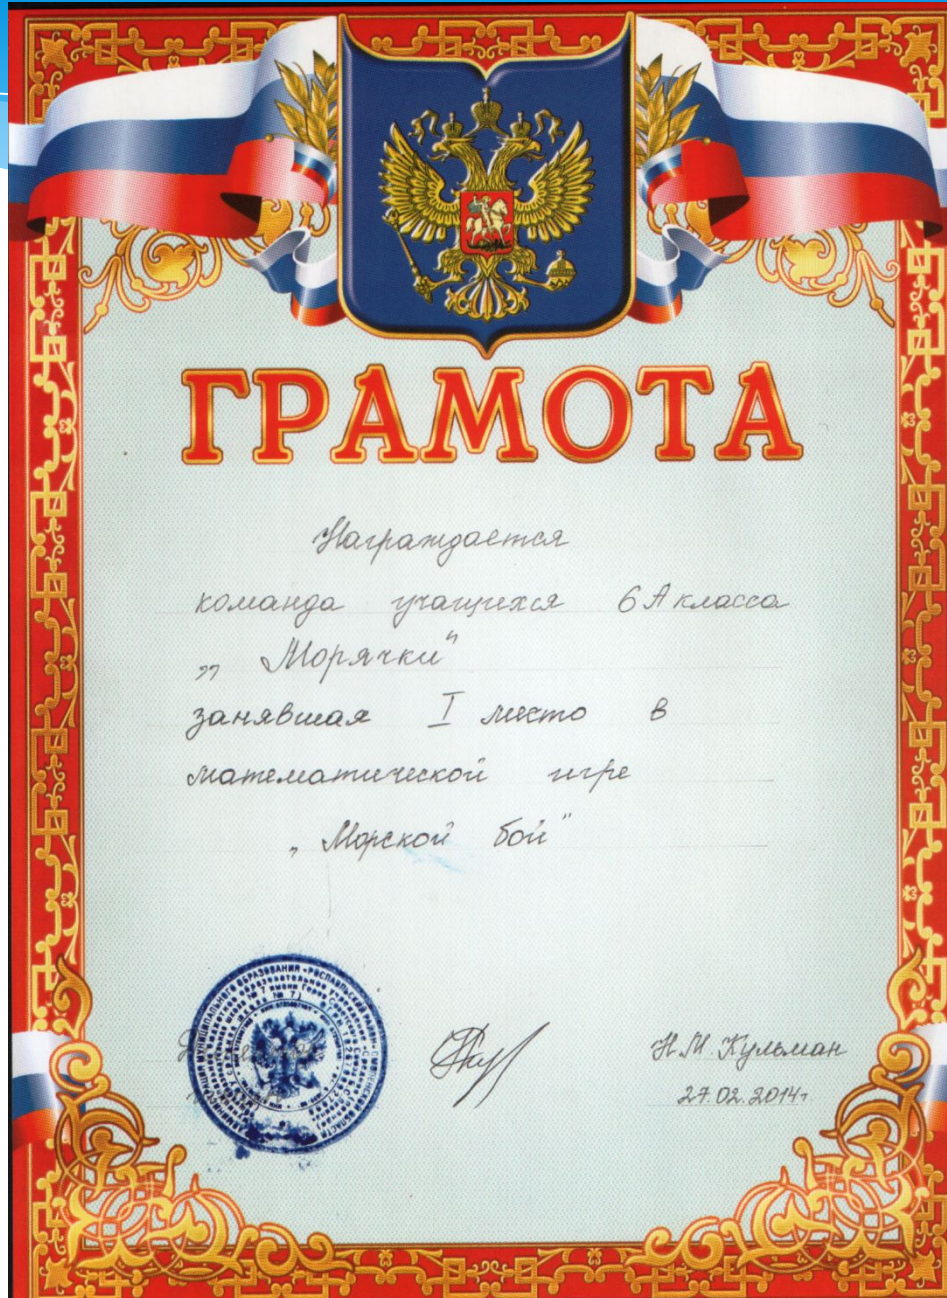 ГРАМОТА
Награждается
команда учащихся 6 А класса
„ Морячки"
занявшая I место в
математической игре
„ Морской бой"
Н.М. Кульман
27.02.2014г